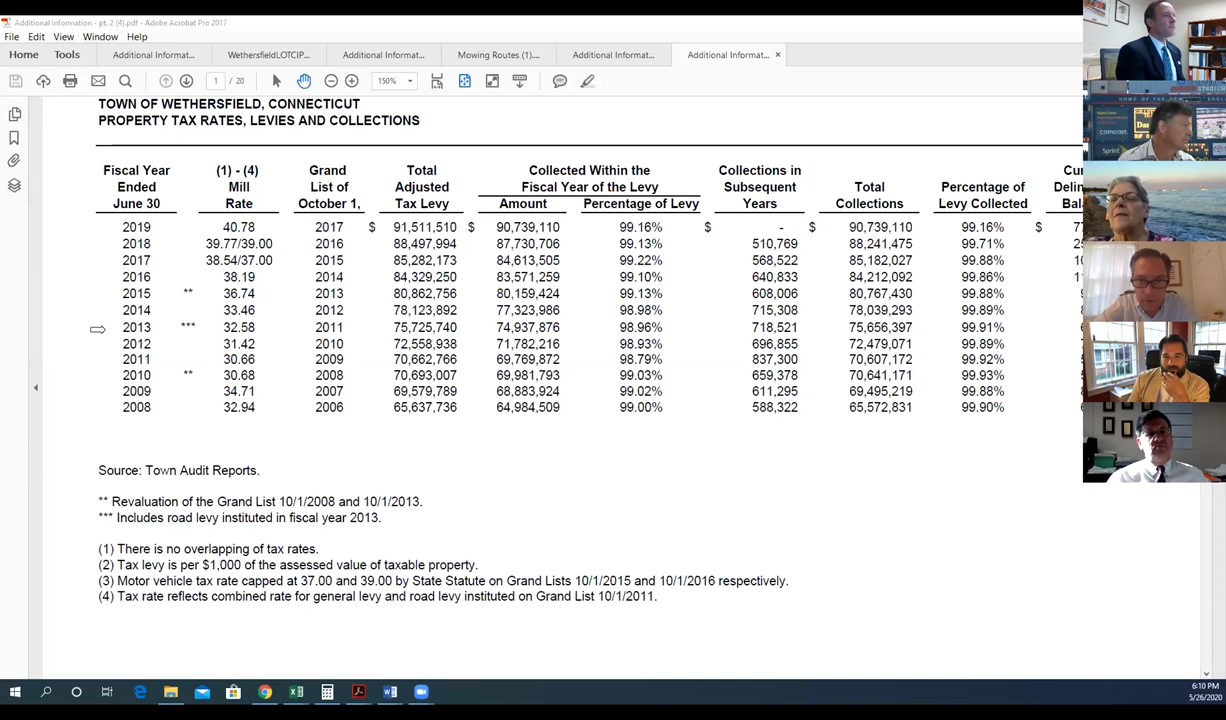 Additional Information - pt. 2 (4).pdf - Adobe Acrobat Pro 2017
File Edit View Window Help
Home Tools Additional Informat... WethersfieldLOTCIP... Additional Informat... Mowing Routes (1).... Additional Informat... Additional Informat... ×
1 / 20 150%
TOWN OF WETHERSFIELD, CONNECTICUT
PROPERTY TAX RATES, LEVIES AND COLLECTIONS
Fiscal Year Ended June 30
(1) - (4) Mill Rate
Grand List of October 1,
Total Adjusted Tax Levy
Collected Within the Fiscal Year of the Levy
Amount Percentage of Levy
Collections in Subsequent Years
Total Collections
Percentage of Levy Collected
Cur
Delin
Bala
2019 40.78 2017 $ 91,511,510 $ 90,739,110 99.16% $ - $ 90,739,110 99.16% $ 77
2018 39.77/39.00 2016 88,497,994 87,730,706 99.13% 510,769 88,241,475 99.71% 25
2017 38.54/37.00 2015 85,282,173 84,613,505 99.22% 568,522 85,182,027 99.88% 10
2016 38.19 2014 84,329,250 83,571,259 99.10% 640,833 84,212,092 99.86% 11
2015 ** 36.74 2013 80,862,756 80,159,424 99.13% 608,006 80,767,430 99.88% 9
2014 33.46 2012 78,123,892 77,323,986 98.98% 715,308 78,039,293 99.89% 8
2013 *** 32.58 2011 75,725,740 74,937,876 98.96% 718,521 75,656,397 99.91% 6
2012 31.42 2010 72,558,938 71,782,216 98.93% 696,855 72,479,071 99.89%
2011 30.66 2009 70,662,766 69,769,872 98.79% 837,300 70,607,172 99.92%
2010 ** 30.68 2008 70,693,007 69,981,793 99.03% 659,378 70,641,171 99.93%
2009 34.71 2007 69,579,789 68,883,924 99.02% 611,295 69,495,219 99.88%
2008 32.94 2006 65,637,736 64,984,509 99.00% 588,322 65,572,831 99.90%
Source: Town Audit Reports.
** Revaluation of the Grand List 10/1/2008 and 10/1/2013.
*** Includes road levy instituted in fiscal year 2013.
(1) There is no overlapping of tax rates.
(2) Tax levy is per $1,000 of the assessed value of taxable property.
(3) Motor vehicle tax rate capped at 37.00 and 39.00 by State Statute on Grand Lists 10/1/2015 and 10/1/2016 respectively.
(4) Tax rate reflects combined rate for general levy and road levy instituted on Grand List 10/1/2011.
comcast
Sprint
6:10 PM
5/26/2020